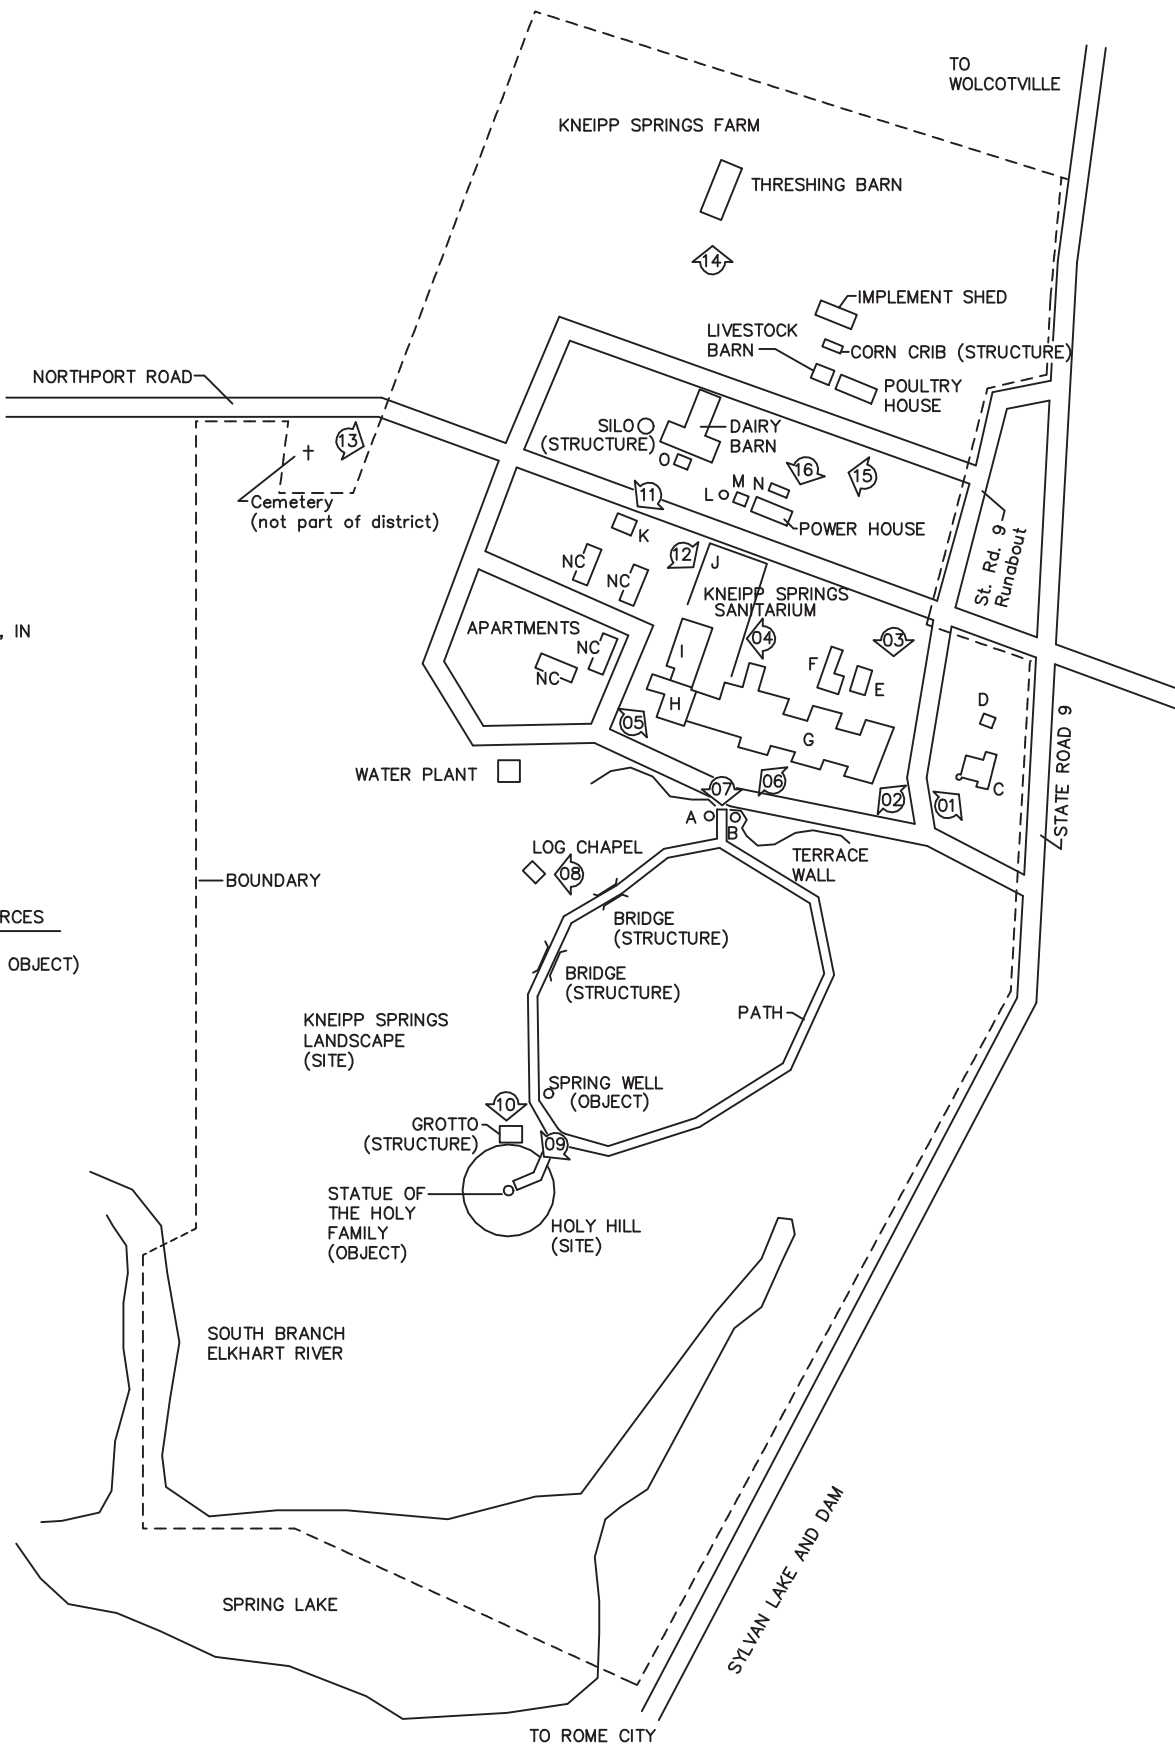 TO
WOLCOTVILLE
KNEIPP SPRINGS FARM
THRESHING BARN
14
IMPLEMENT SHED
LIVESTOCK
BARN
CORN CRIB (STRUCTURE)
NORTHPORT ROAD
POULTRY
HOUSE
SILO
(STRUCTURE)
DAIRY
BARN
13
O
16
15
M
N
L
11
Cemetery
(not part of district)
POWER HOUSE
K
St. Rd. 9
Runabout
12
J
NC
NC
KNEIPP SPRINGS
SANITARIUM
, IN
APARTMENTS
04
03
NC
I
F
NC
E
H
D
05
G
STATE ROAD 9
WATER PLANT
06
07
02
01
C
A
B
LOG CHAPEL
08
TERRACE
WALL
BOUNDARY
RCES
BRIDGE
(STRUCTURE)
OBJECT)
BRIDGE
(STRUCTURE)
KNEIPP SPRINGS
LANDSCAPE
(SITE)
PATH
SPRING WELL
(OBJECT)
10
GROTTO
(STRUCTURE)
09
STATUE OF
THE HOLY
FAMILY
(OBJECT)
HOLY HILL
(SITE)
SOUTH BRANCH
ELKHART RIVER
SYLVAN LAKE AND DAM
SPRING LAKE
TO ROME CITY